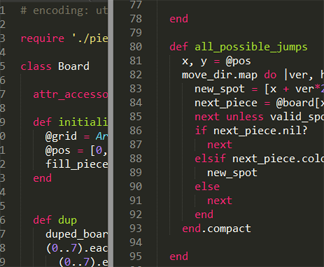 1 # encoding: ut
2
3 require './pie
4
5 class Board
6
7 attr_accesso
8
9 def initiali
10 @grid = Ar
11 @pos = [0,
12 fill_piece
13 end
14
15
16 def dup
17 duped_boar
18 (0..7).eac
19 (0..7).e
77
78 end
79
80 def all_possible_jumps
81 x, y = @pos
82 move_dir.map do |ver, h
83 new_spot = [x + ver*2
84 next_piece = @board[x
85 next unless valid_spo
86 if next_piece.nil?
87 next
88 elsif next_piece.colo
89 new_spot
90 else
91 next
92 end
93 end.compact
94
95 end